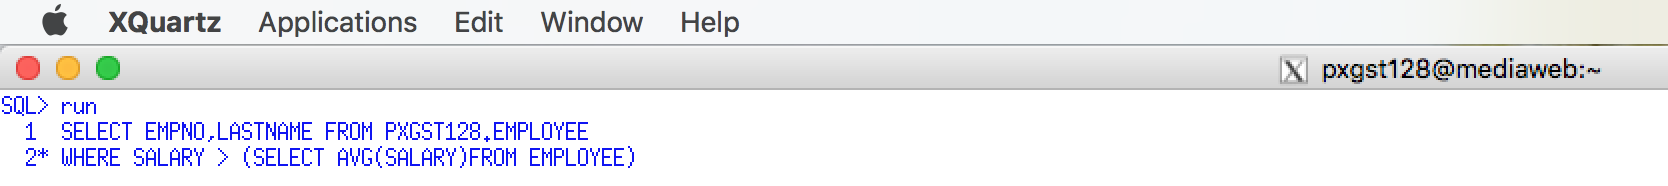 XQuartz Applications Edit Window Help
pxgst128@mediaweb:~
SQL> run
1 SELECT EMPNO,LASTNAME FROM PXGST128.EMPLOYEE
2* WHERE SALARY > (SELECT AVG(SALARY)FROM EMPLOYEE)